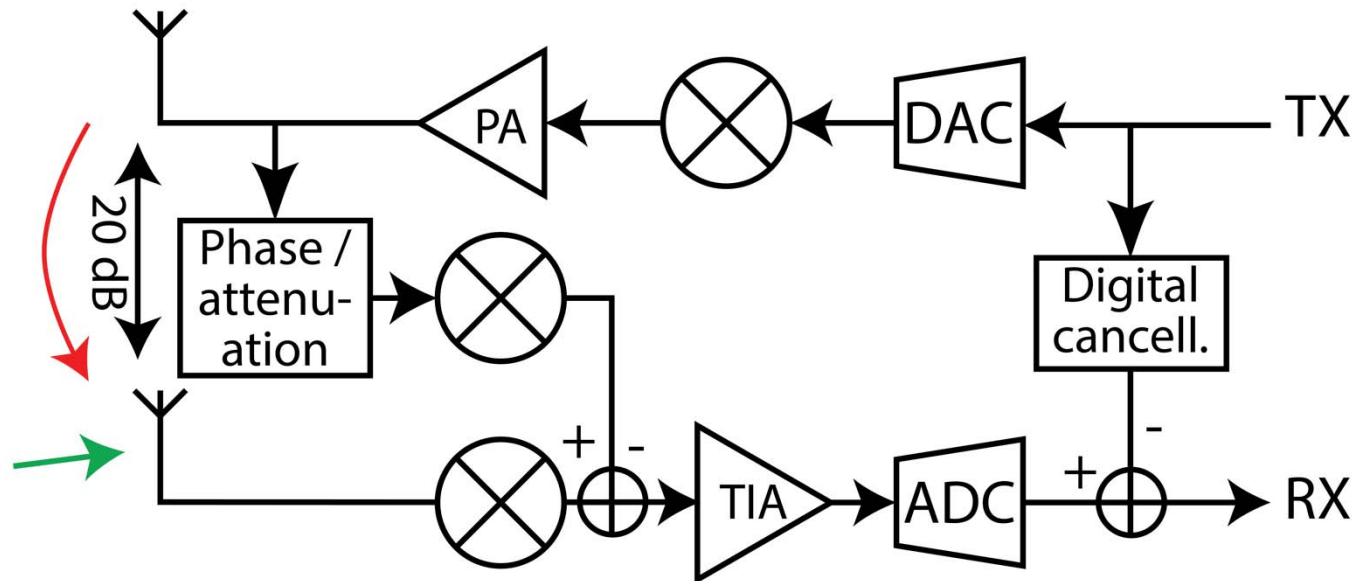 PA
DAC
TX
20 dB
Phase /
attenu-
ation
Digital
cancell.
+
-
+
-
TIA
ADC
RX